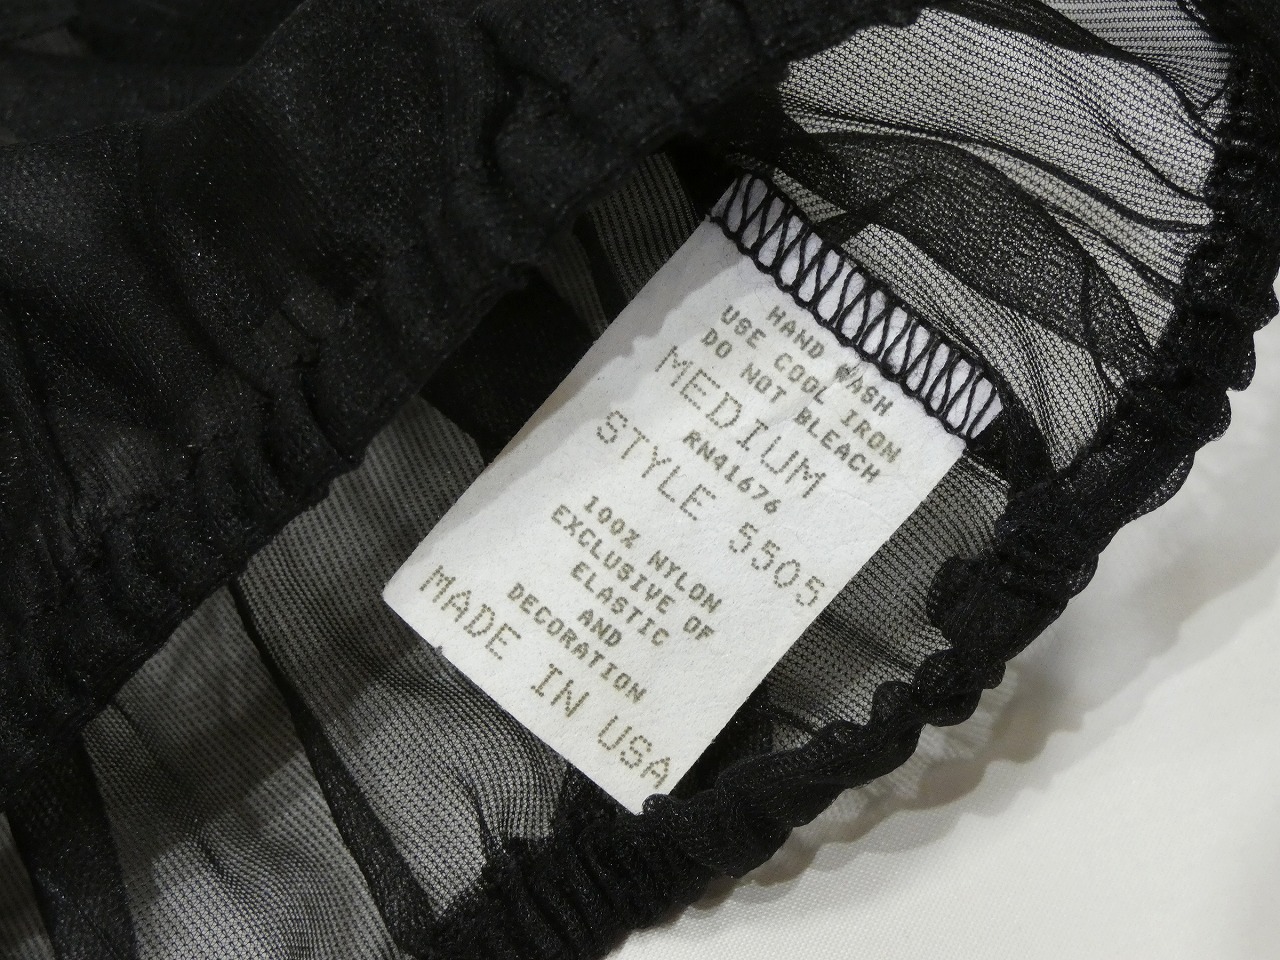 HAND WASH
USE COOL IRON
DO NOT BLEACH
MEDIUM
RN41676
STYLE 5505
100% NYLON
EXCLUSIVE OF
ELASTIC
AND
DECORATION
MADE IN USA